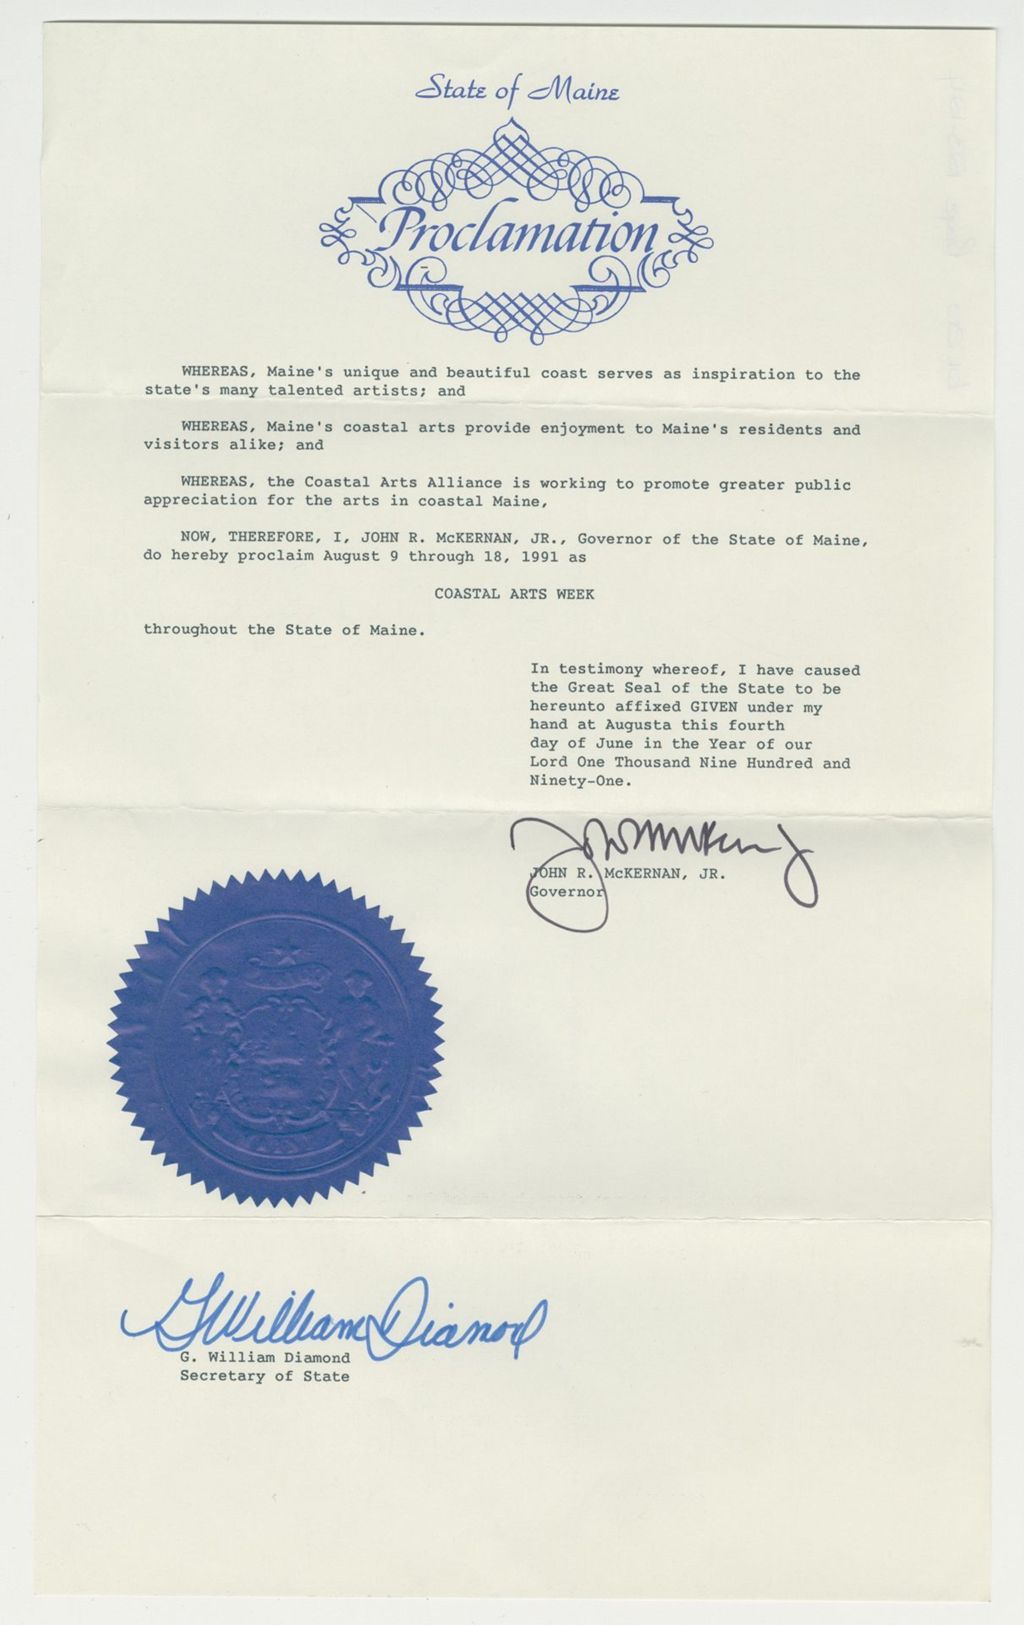 State of Maine
Proclamation
WHEREAS, Maine's unique and beautiful coast serves as inspiration to the
state's many talented artists; and
WHEREAS, Maine's coastal arts provide enjoyment to Maine's residents and
visitors alike; and
WHEREAS, the Coastal Arts Alliance is working to promote greater public
appreciation for the arts in coastal Maine,
NOW, THEREFORE, I, JOHN R. McKERNAN, JR., Governor of the State of Maine,
do hereby proclaim August 9 through 18, 1991 as
COASTAL ARTS WEEK
throughout the State of Maine.
In testimony whereof, I have caused
the Great Seal of the State to be
hereunto affixed GIVEN under my
hand at Augusta this fourth
day of June in the Year of our
Lord One Thousand Nine Hundred and
Ninety-One.
JOHN R. McKERNAN, JR.
Governor
G William Diamond
G. William Diamond
Secretary of State